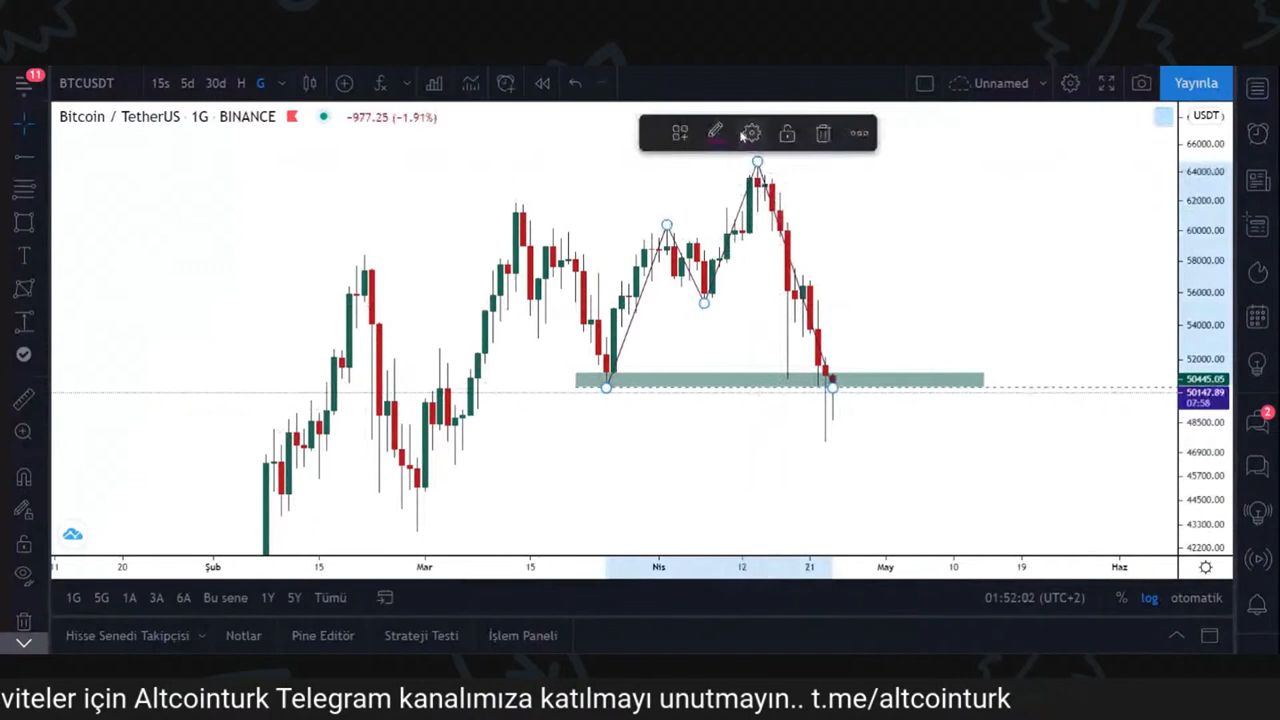 11
BTCUSDT 15s 5d 30d H G Unnamed Yayınla
Bitcoin / TetherUS · 1G · BINANCE −977.25 (−1.91%)
USDT
66000.00
64000.00
62000.00
60000.00
58000.00
56000.00
54000.00
52000.00
50445.05
50147.89
07:58
48500.00
46900.00
45700.00
44500.00
43300.00
42200.00
2
11 20 Şub 15 Mar 15 Nis 12 21 May 10 19 Haz
1G 5G 1A 3A 6A Bu sene 1Y 5Y Tümü 01:52:02 (UTC+2) % log otomatik
Hisse Senedi Takipçisi Notlar Pine Editör Strateji Testi İşlem Paneli
viteler için Altcointurk Telegram kanalımıza katılmayı unutmayın.. t.me/altcointurk